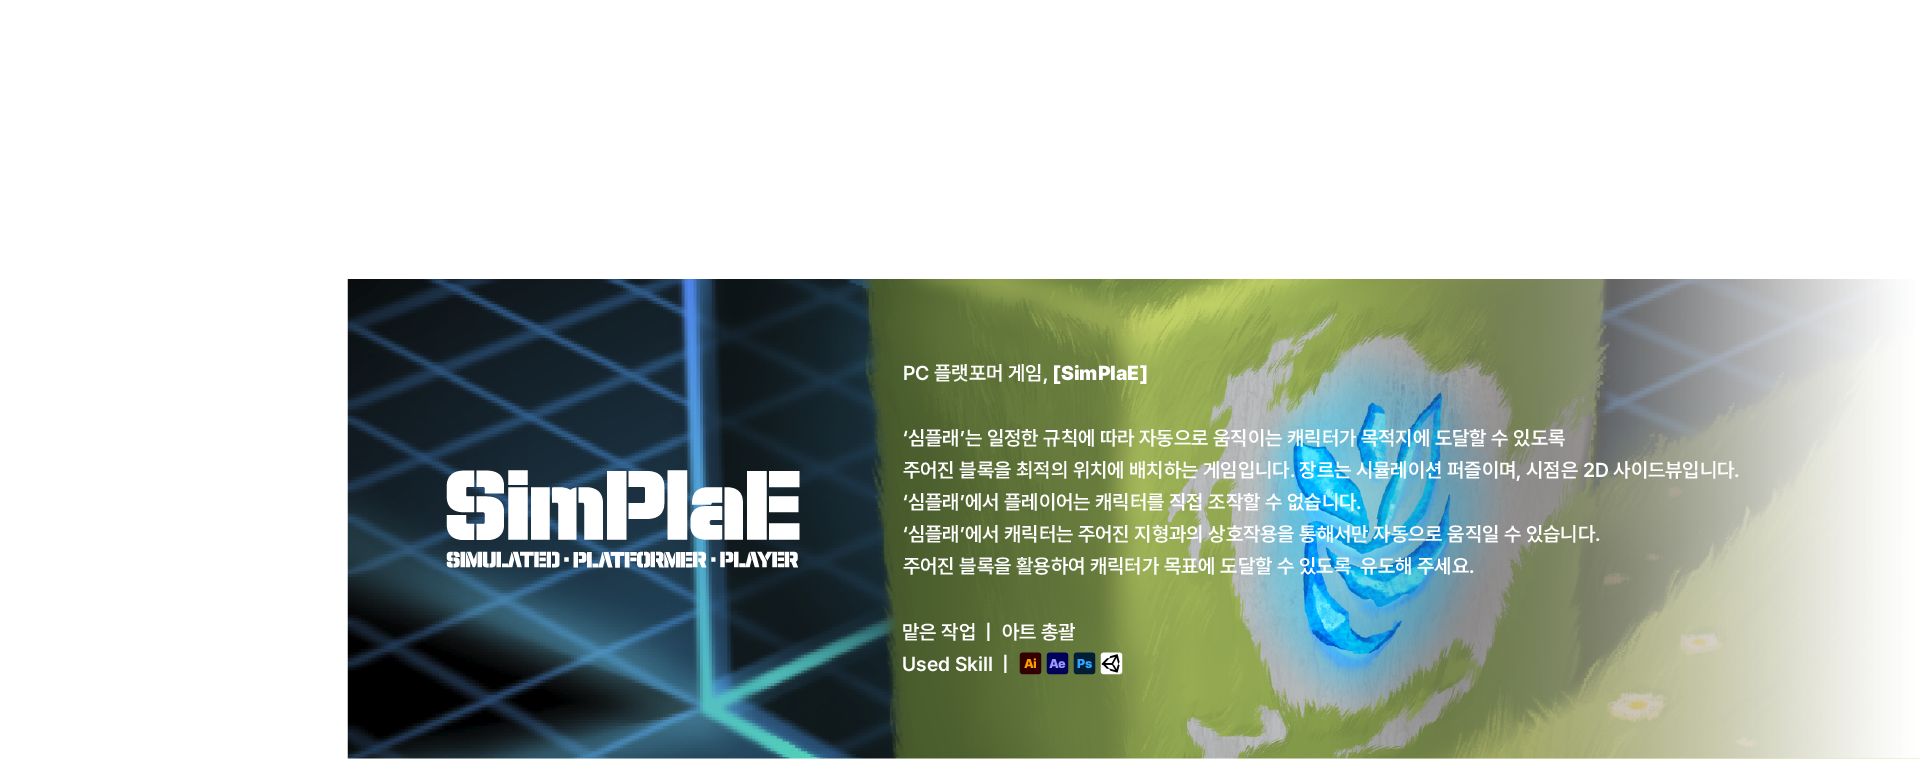 SimPlaE
SIMULATED · PLATFORMER · PLAYER
PC 플랫포머 게임, [SimPlaE]
‘심플래’는 일정한 규칙에 따라 자동으로 움직이는 캐릭터가 목적지에 도달할 수 있도록
주어진 블록을 최적의 위치에 배치하는 게임입니다. 장르는 시뮬레이션 퍼즐이며, 시점은 2D 사이드뷰입니다.
‘심플래’에서 플레이어는 캐릭터를 직접 조작할 수 없습니다.
‘심플래’에서 캐릭터는 주어진 지형과의 상호작용을 통해서만 자동으로 움직일 수 있습니다.
주어진 블록을 활용하여 캐릭터가 목표에 도달할 수 있도록 유도해 주세요.
맡은 작업 | 아트 총괄
Used Skill | Ai Ae Ps